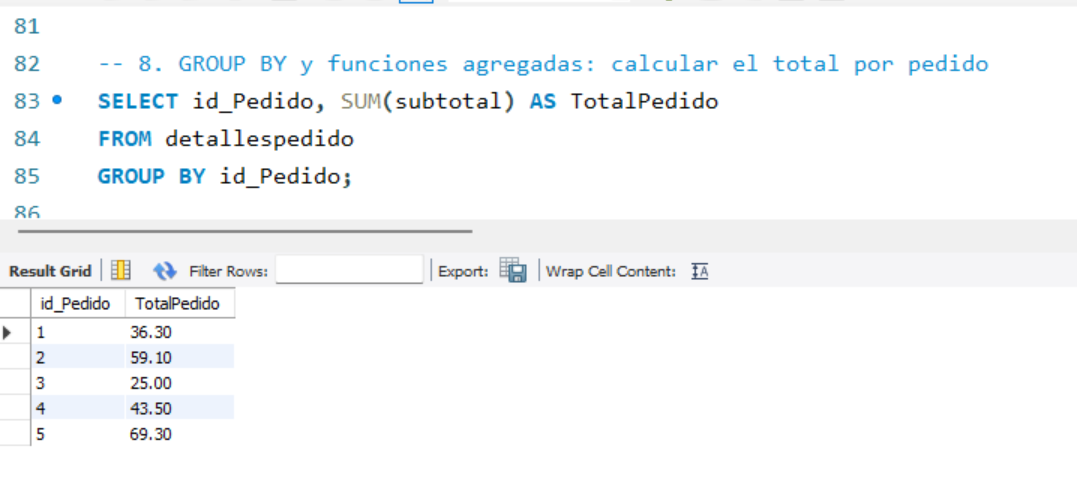 81
82 -- 8. GROUP BY y funciones agregadas: calcular el total por pedido
83 SELECT id_Pedido, SUM(subtotal) AS TotalPedido
84 FROM detallespedido
85 GROUP BY id_Pedido;
86
Result Grid Filter Rows: Export: Wrap Cell Content: IA
id_Pedido TotalPedido
1 36.30
2 59.10
3 25.00
4 43.50
5 69.30